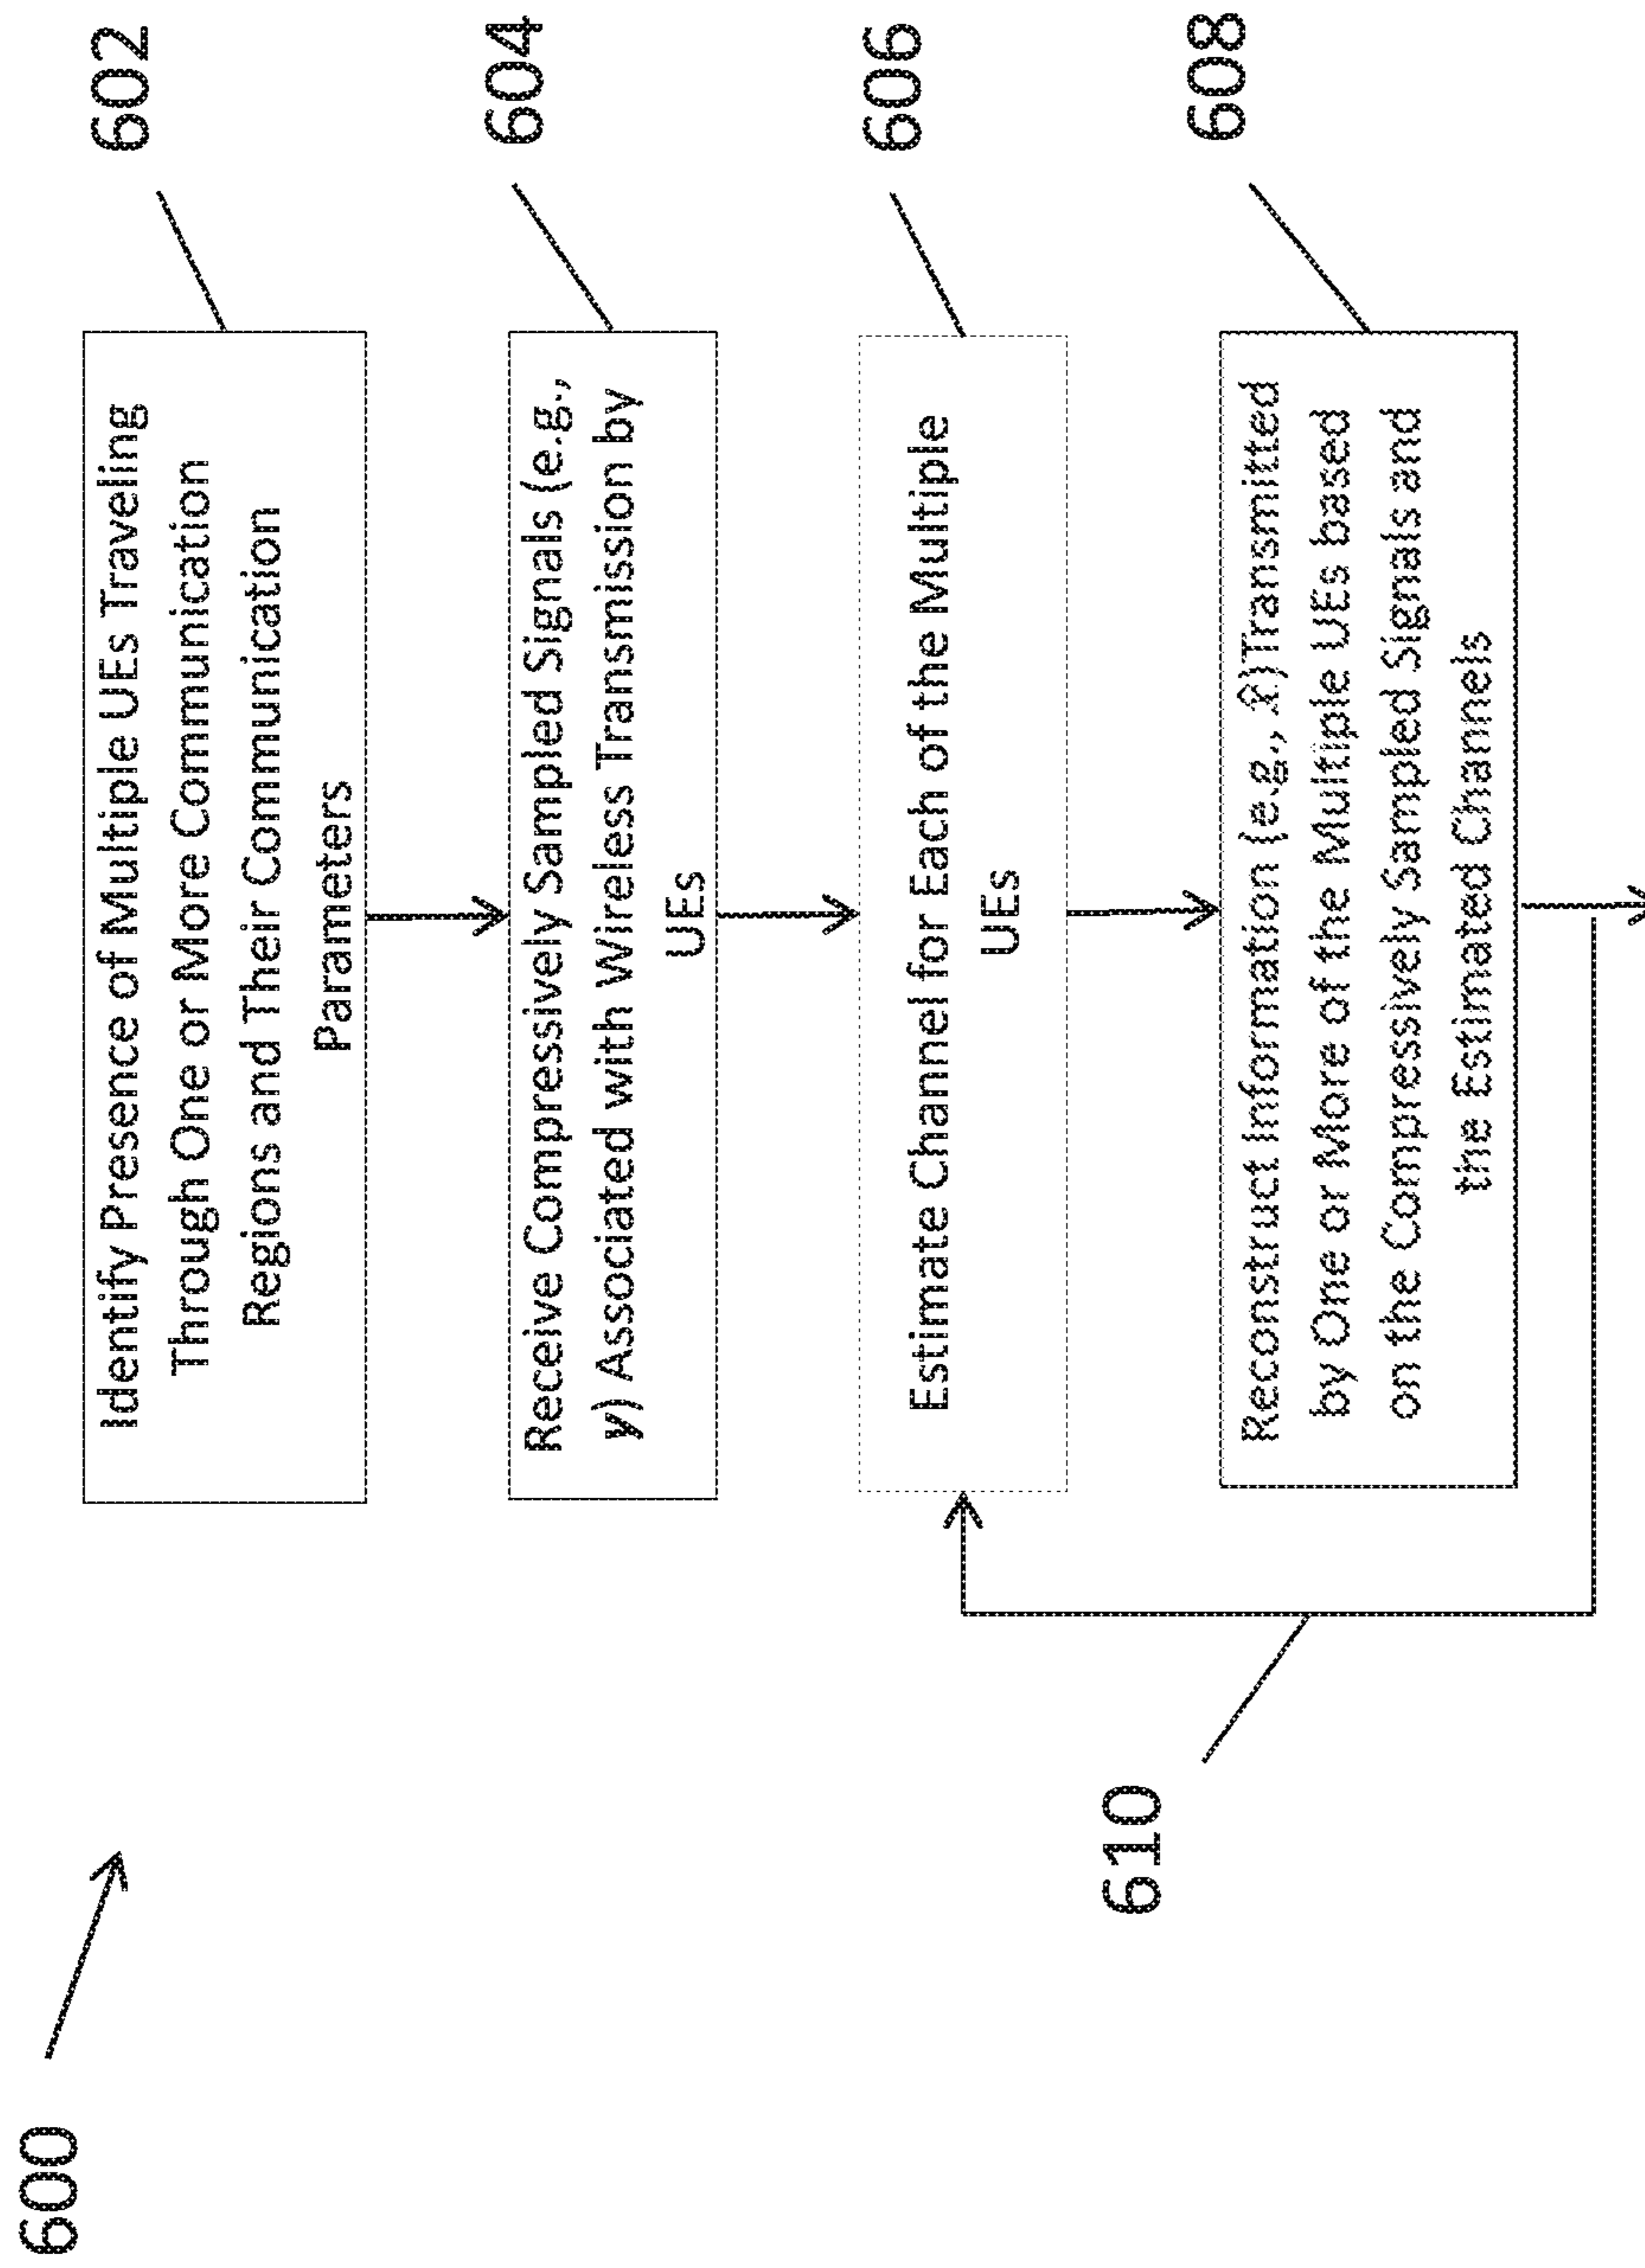 600
Identify Presence of Multiple UEs Traveling
Through One or More Communication
Regions and Their Communication
Parameters
602
Receive Compressively Sampled Signals (e.g.,
y) Associated with Wireless Transmission by
UEs
604
Estimate Channel for Each of the Multiple
UEs
606
Reconstruct Information (e.g., x̂)Transmitted
by One or More of the Multiple UEs based
on the Compressively Sampled Signals and
the Estimated Channels
608
610